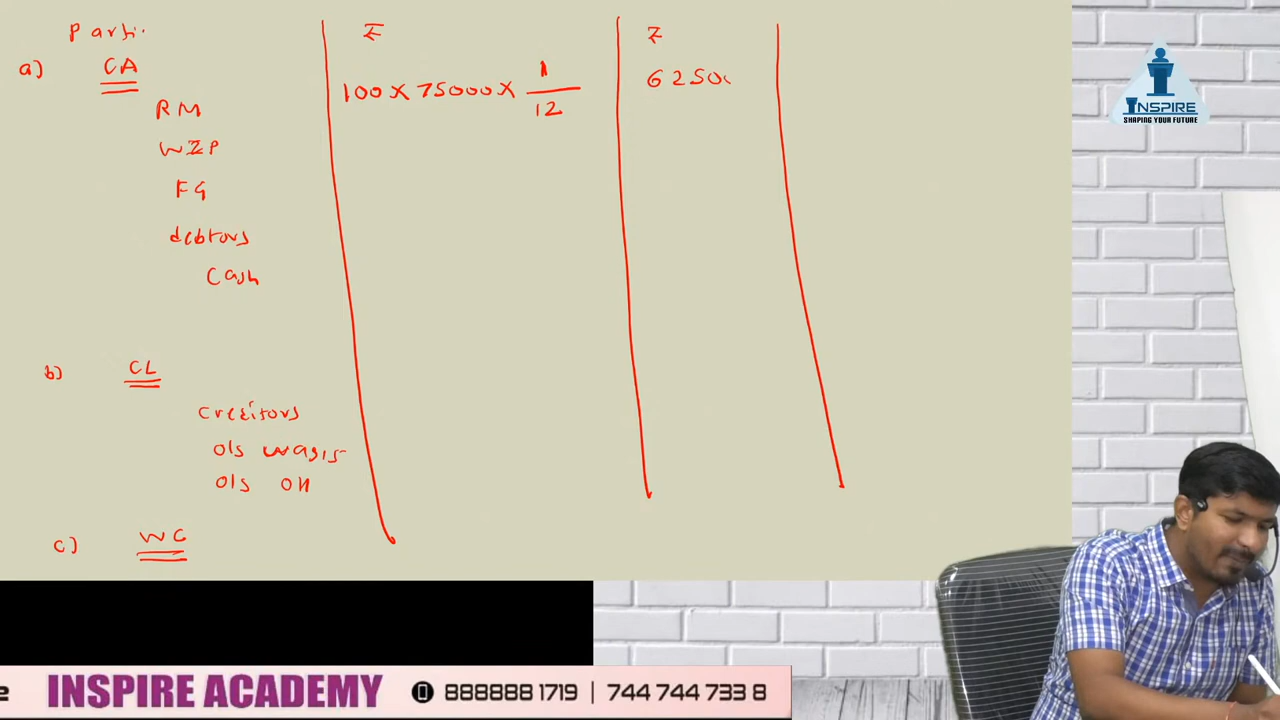 Parti. ₹ ₹
a) CA
100 X 75000 X 1/12 62500
RM
WIP
FG
debtors
Cash
b) CL
Creditors
O/s wages
O/s OH
c) WC
INSPIRE
SHAPING YOUR FUTURE
e INSPIRE ACADEMY 888888 1719 | 744 744 733 8